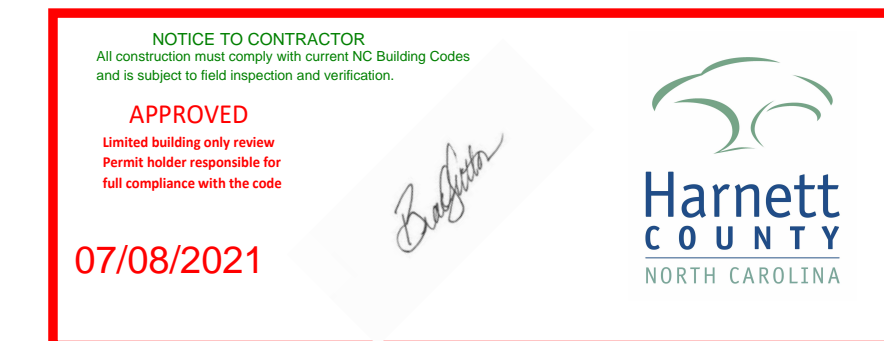 NOTICE TO CONTRACTOR
All construction must comply with current NC Building Codes
and is subject to field inspection and verification.
APPROVED
Limited building only review
Permit holder responsible for
full compliance with the code
07/08/2021
Harnett
COUNTY
NORTH CAROLINA